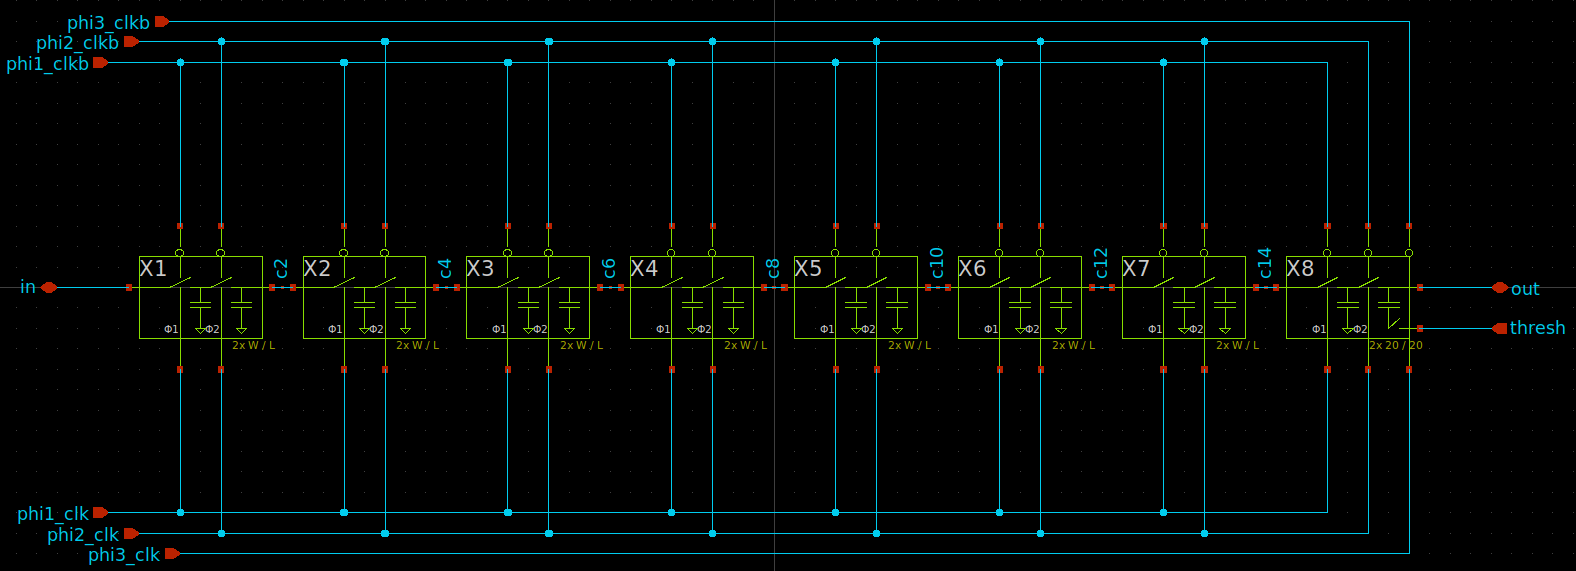 phi3_clkb
phi2_clkb
phi1_clkb
X1 c2 X2 c4 X3 c6 X4 c8 X5 c10 X6 c12 X7 c14 X8
in out
Φ1 Φ2 Φ1 Φ2 Φ1 Φ2 Φ1 Φ2 Φ1 Φ2 Φ1 Φ2 Φ1 Φ2 Φ1 Φ2 thresh
2x W / L 2x W / L 2x W / L 2x W / L 2x W / L 2x W / L 2x W / L 2x 20 / 20
phi1_clk
phi2_clk
phi3_clk